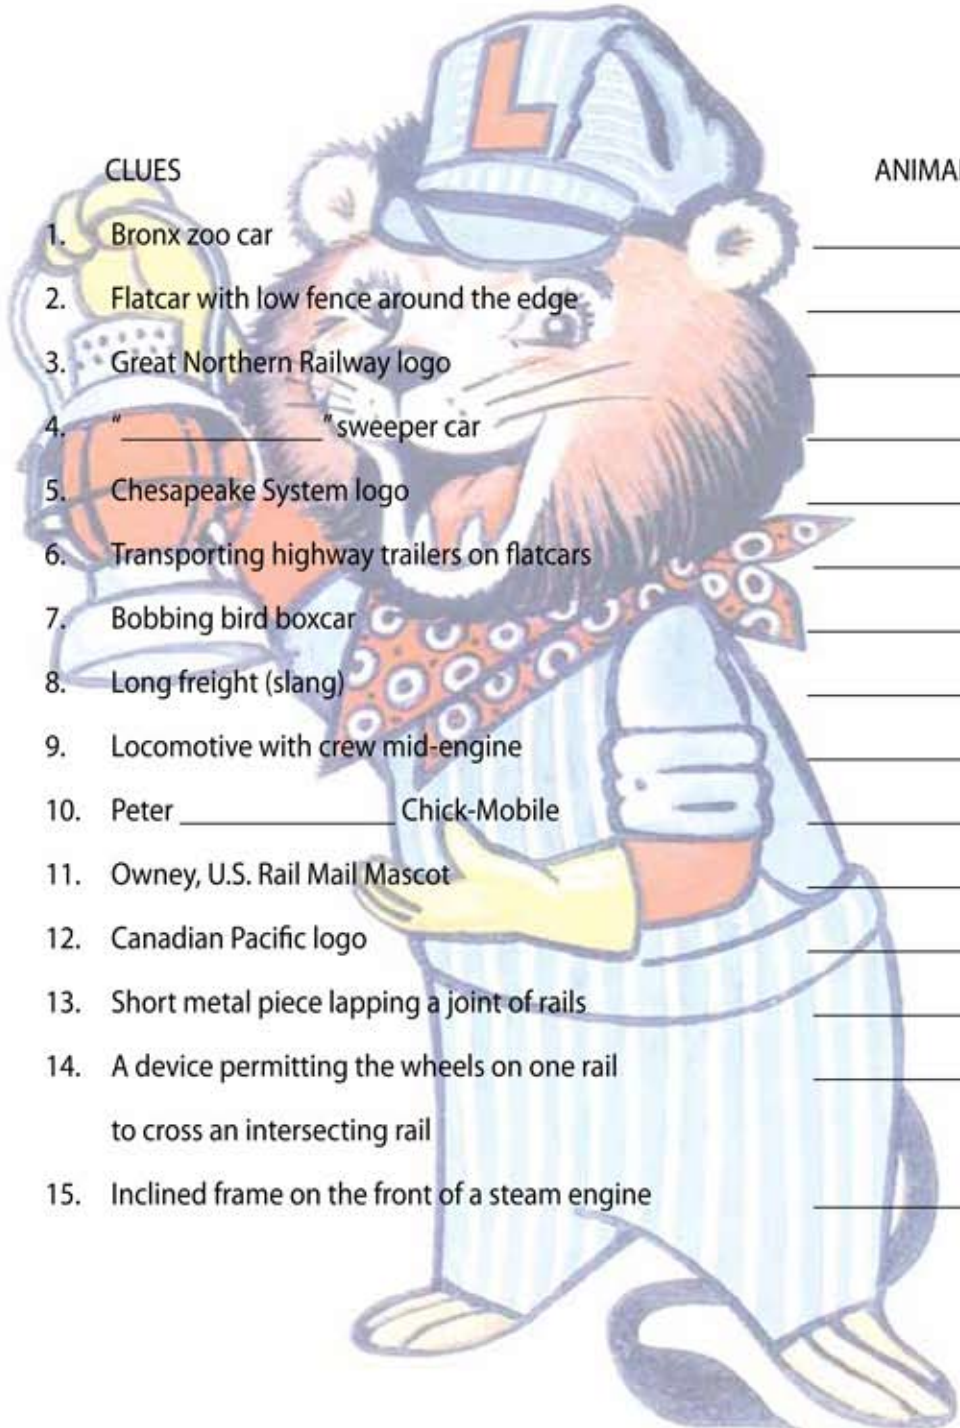 L
CLUES ANIMAL
1. Bronx zoo car
2. Flatcar with low fence around the edge
3. Great Northern Railway logo
4. "______________" sweeper car
5. Chesapeake System logo
6. Transporting highway trailers on flatcars
7. Bobbing bird boxcar
8. Long freight (slang)
9. Locomotive with crew mid-engine
10. Peter _______________ Chick-Mobile
11. Owney, U.S. Rail Mail Mascot
12. Canadian Pacific logo
13. Short metal piece lapping a joint of rails
14. A device permitting the wheels on one rail
to cross an intersecting rail
15. Inclined frame on the front of a steam engine